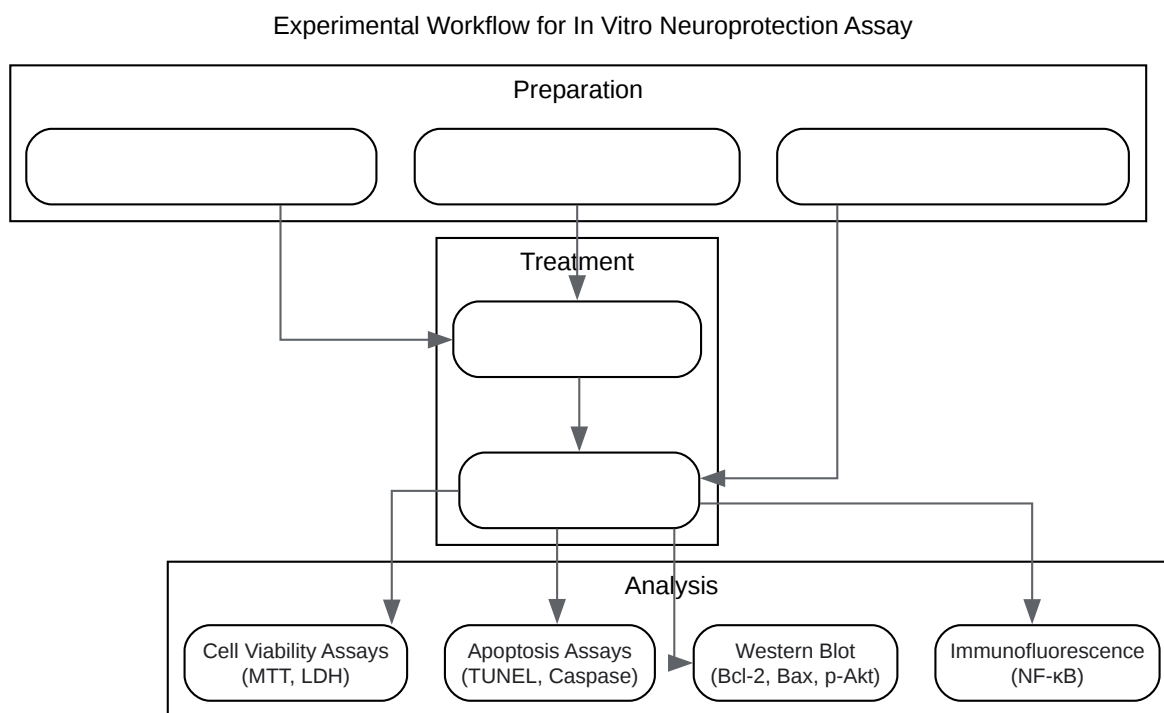 Experimental Workflow for In Vitro Neuroprotection Assay
Preparation
Treatment
Analysis
Cell Viability Assays
(MTT, LDH)
Apoptosis Assays
(TUNEL, Caspase)
Western Blot
(Bcl-2, Bax, p-Akt)
Immunofluorescence
(NF-κB)